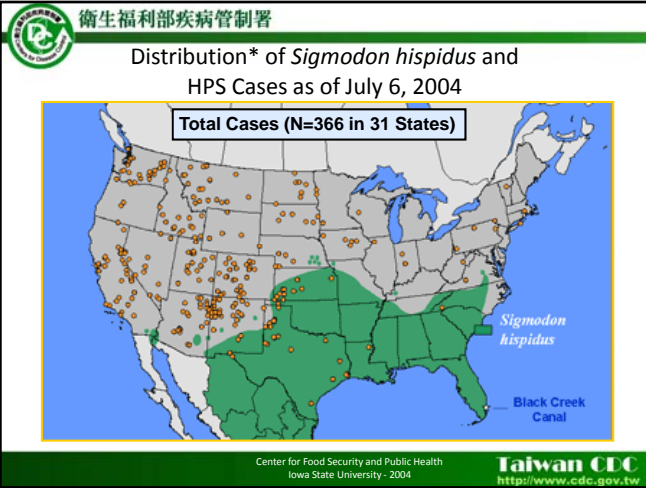 衛生福利部疾病管制署
Distribution* of Sigmodon hispidus and
HPS Cases as of July 6, 2004
Total Cases (N=366 in 31 States)
Sigmodon
hispidus
Black Creek
Canal
Center for Food Security and Public Health
Iowa State University - 2004
Taiwan CDC
http://www.cdc.gov.tw